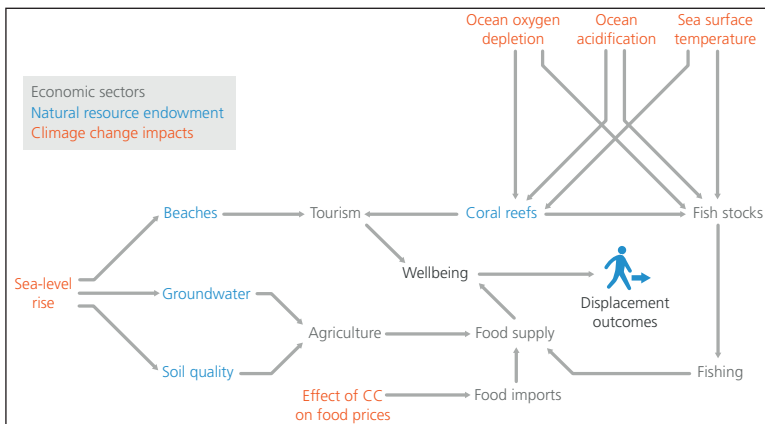 Ocean oxygen
depletion
Ocean
acidification
Sea surface
temperature
Economic sectors
Natural resource endowment
Climage change impacts
Beaches
Tourism
Coral reefs
Fish stocks
Sea-level
rise
Groundwater
Wellbeing
Displacement
outcomes
Agriculture
Food supply
Soil quality
Fishing
Effect of CC
on food prices
Food imports